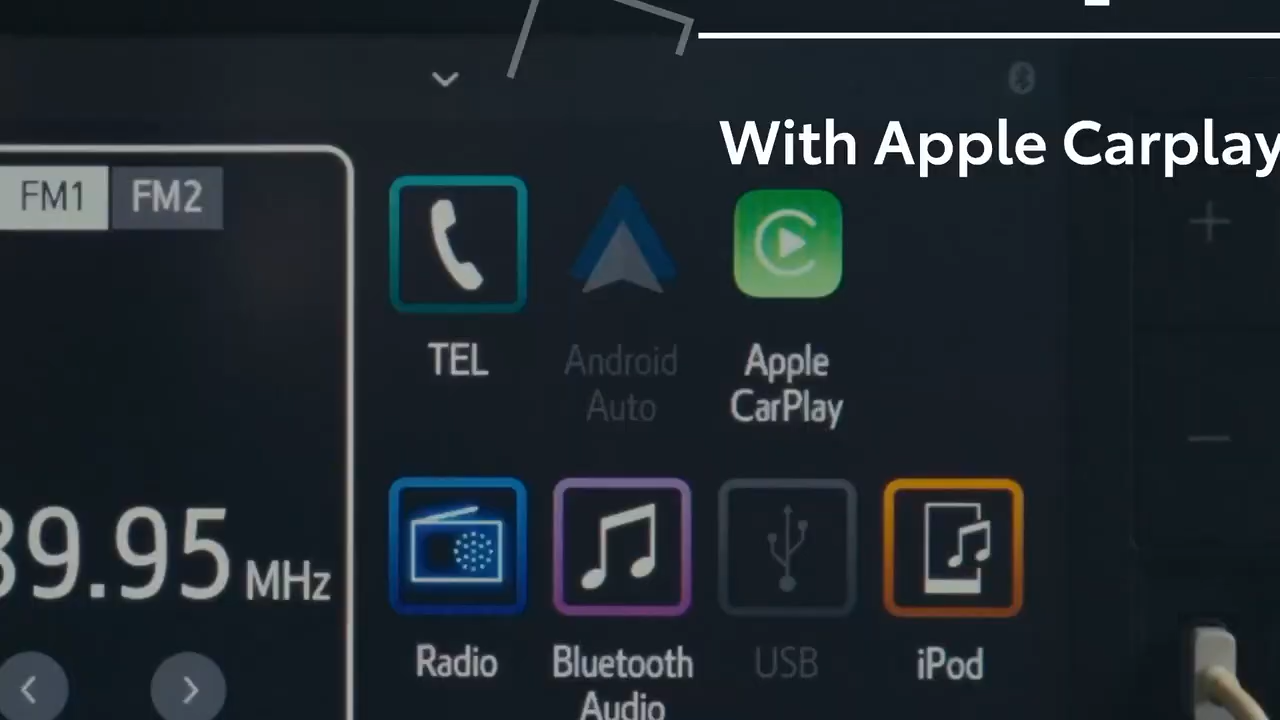 With Apple Carplay
FM1 FM2
TEL
Android
Auto
Apple
CarPlay
89.95 MHz
Radio
Bluetooth
Audio
USB
iPod